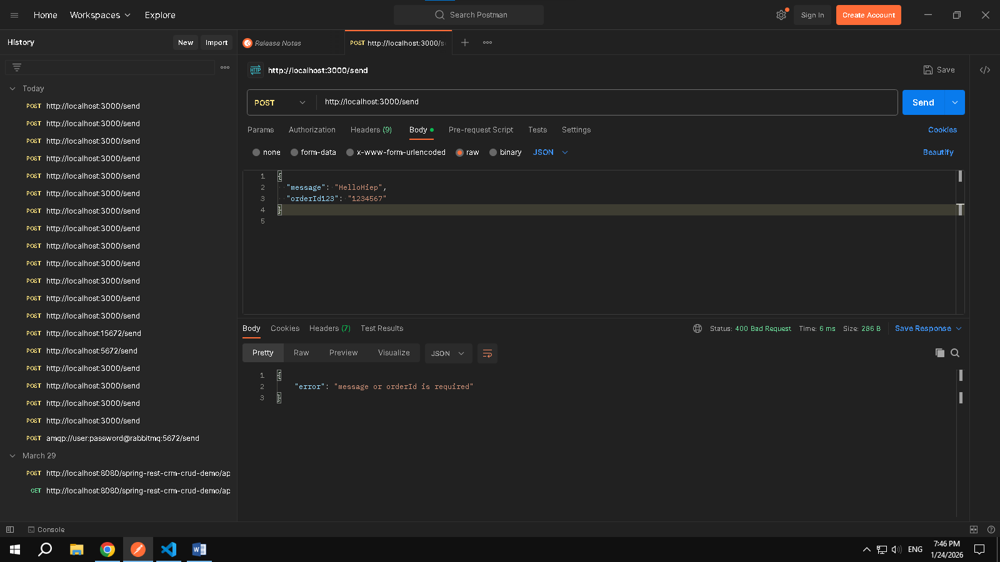 Home Workspaces Explore Search Postman Sign In Create Account
History New Import
Release Notes POST http://localhost:3000/s
HTTP http://localhost:3000/send Save
Today
POST http://localhost:3000/send
POST http://localhost:3000/send
POST http://localhost:3000/send
POST http://localhost:3000/send
POST http://localhost:3000/send
POST http://localhost:3000/send
POST http://localhost:3000/send
POST http://localhost:3000/send
POST http://localhost:3000/send
POST http://localhost:3000/send
POST http://localhost:3000/send
POST http://localhost:3000/send
POST http://localhost:3000/send
POST http://localhost:15672/send
POST http://localhost:5672/send
POST http://localhost:3000/send
POST http://localhost:3000/send
POST http://localhost:3000/send
POST http://localhost:3000/send
POST amqp://user:password@rabbitmq:5672/send
March 29
POST http://localhost:8080/spring-rest-crm-crud-demo/ap
GET http://localhost:8080/spring-rest-crm-crud-demo/ap
POST http://localhost:3000/send Send
Params Authorization Headers (9) Body Pre-request Script Tests Settings Cookies
none form-data x-www-form-urlencoded raw binary JSON Beautify
1 {
2 "message": "HelloHiep",
3 "orderId123": "1234567"
4 }
5
Body Cookies Headers (7) Test Results Status: 400 Bad Request Time: 6 ms Size: 286 B Save Response
Pretty Raw Preview Visualize JSON
1 {
2 "error": "message or orderId is required"
3 }
Console
ENG 7:46 PM
1/24/2026